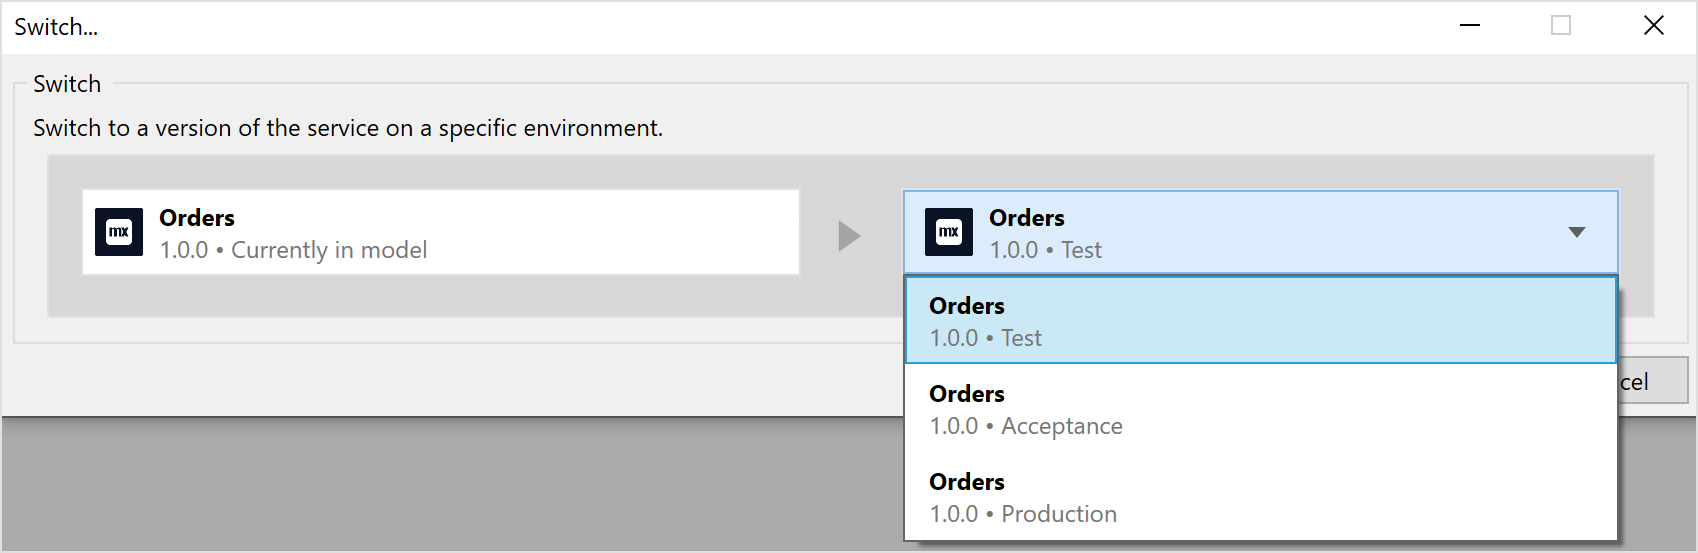 Switch...
Switch
Switch to a version of the service on a specific environment.
mx
Orders
1.0.0 • Currently in model
mx
Orders
1.0.0 • Test
Orders
1.0.0 • Test
Orders
1.0.0 • Acceptance
Orders
1.0.0 • Production
cel